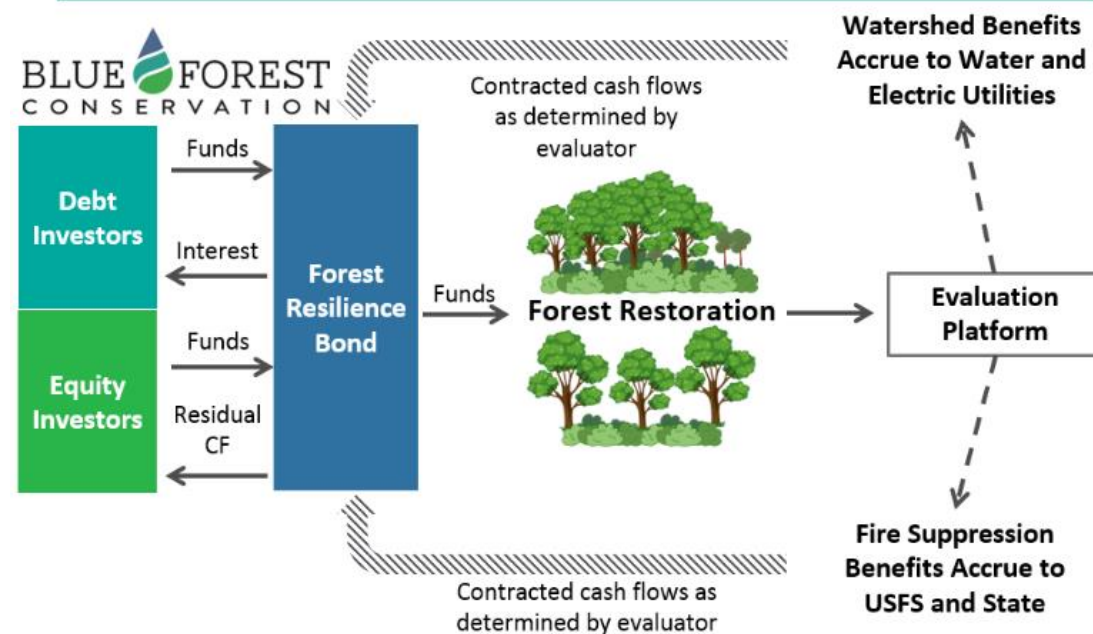 BLUE FOREST
CONSERVATION
Watershed Benefits
Accrue to Water and
Electric Utilities
Contracted cash flows
as determined by
evaluator
Debt
Investors
Funds
Interest
Equity
Investors
Funds
Residual
CF
Forest
Resilience
Bond
Funds
Forest Restoration
Evaluation
Platform
Fire Suppression
Benefits Accrue to
USFS and State
Contracted cash flows as
determined by evaluator